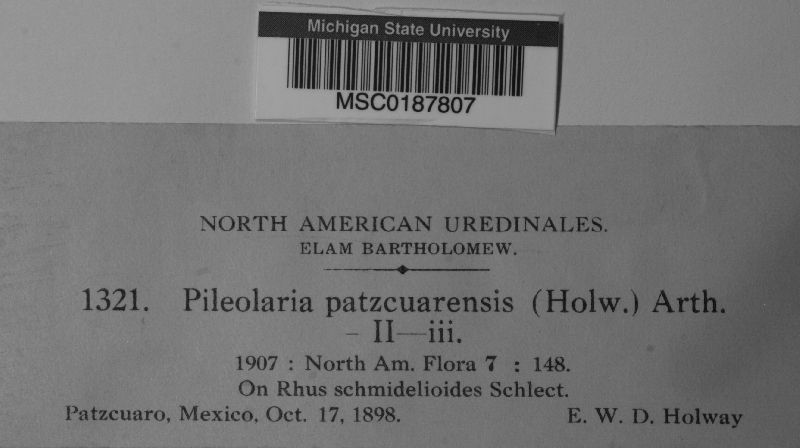 Michigan State University
MSC0187807
NORTH AMERICAN UREDINALES.
ELAM BARTHOLOMEW.
1321. Pileolaria patzcuarensis (Holw.) Arth.
– II—iii.
1907 : North Am. Flora 7 : 148.
On Rhus schmidelioides Schlect.
Patzcuaro, Mexico, Oct. 17, 1898. E. W. D. Holway